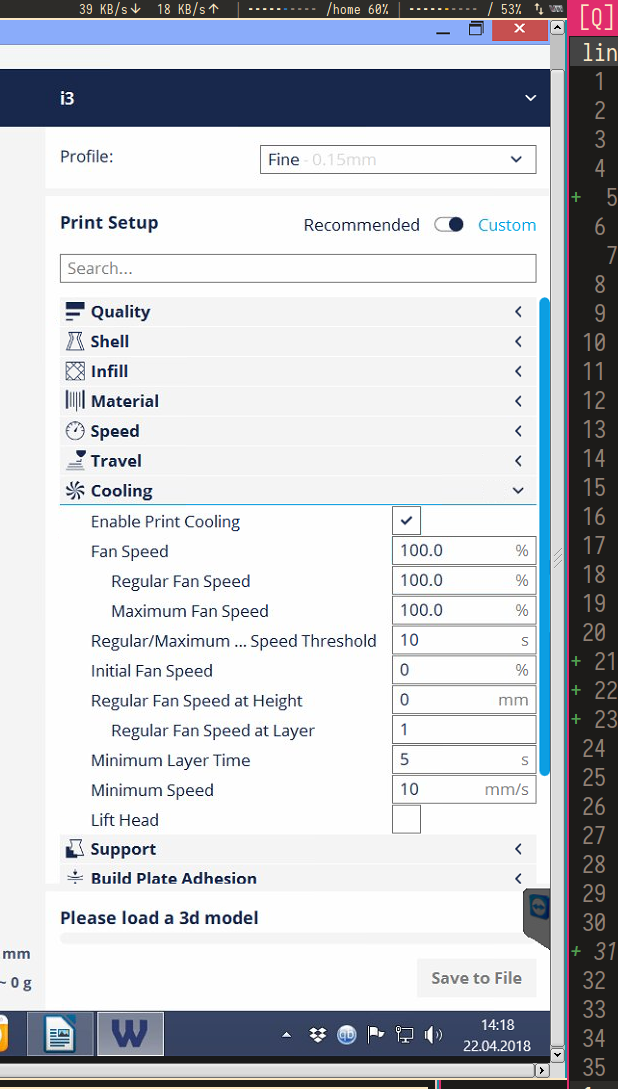 39 KB/s↓ 18 KB/s↑ | ---------- /home 60% | ---------- / 53%
[Q]
lin
i3
Profile:
Fine - 0.15mm
Print Setup
Recommended
Custom
Search...
Quality
Shell
Infill
Material
Speed
Travel
Cooling
Enable Print Cooling
Fan Speed 100.0 %
Regular Fan Speed 100.0 %
Maximum Fan Speed 100.0 %
Regular/Maximum ... Speed Threshold 10 s
Initial Fan Speed 0 %
Regular Fan Speed at Height 0 mm
Regular Fan Speed at Layer 1
Minimum Layer Time 5 s
Minimum Speed 10 mm/s
Lift Head
Support
Build Plate Adhesion
Please load a 3d model
mm
~ 0 g
Save to File
W
14:18
22.04.2018
1
2
3
4
+ 5
6
7
8
9
10
11
12
13
14
15
16
17
18
19
20
+ 21
+ 22
+ 23
24
25
26
27
28
29
30
+ 31
32
33
34
35